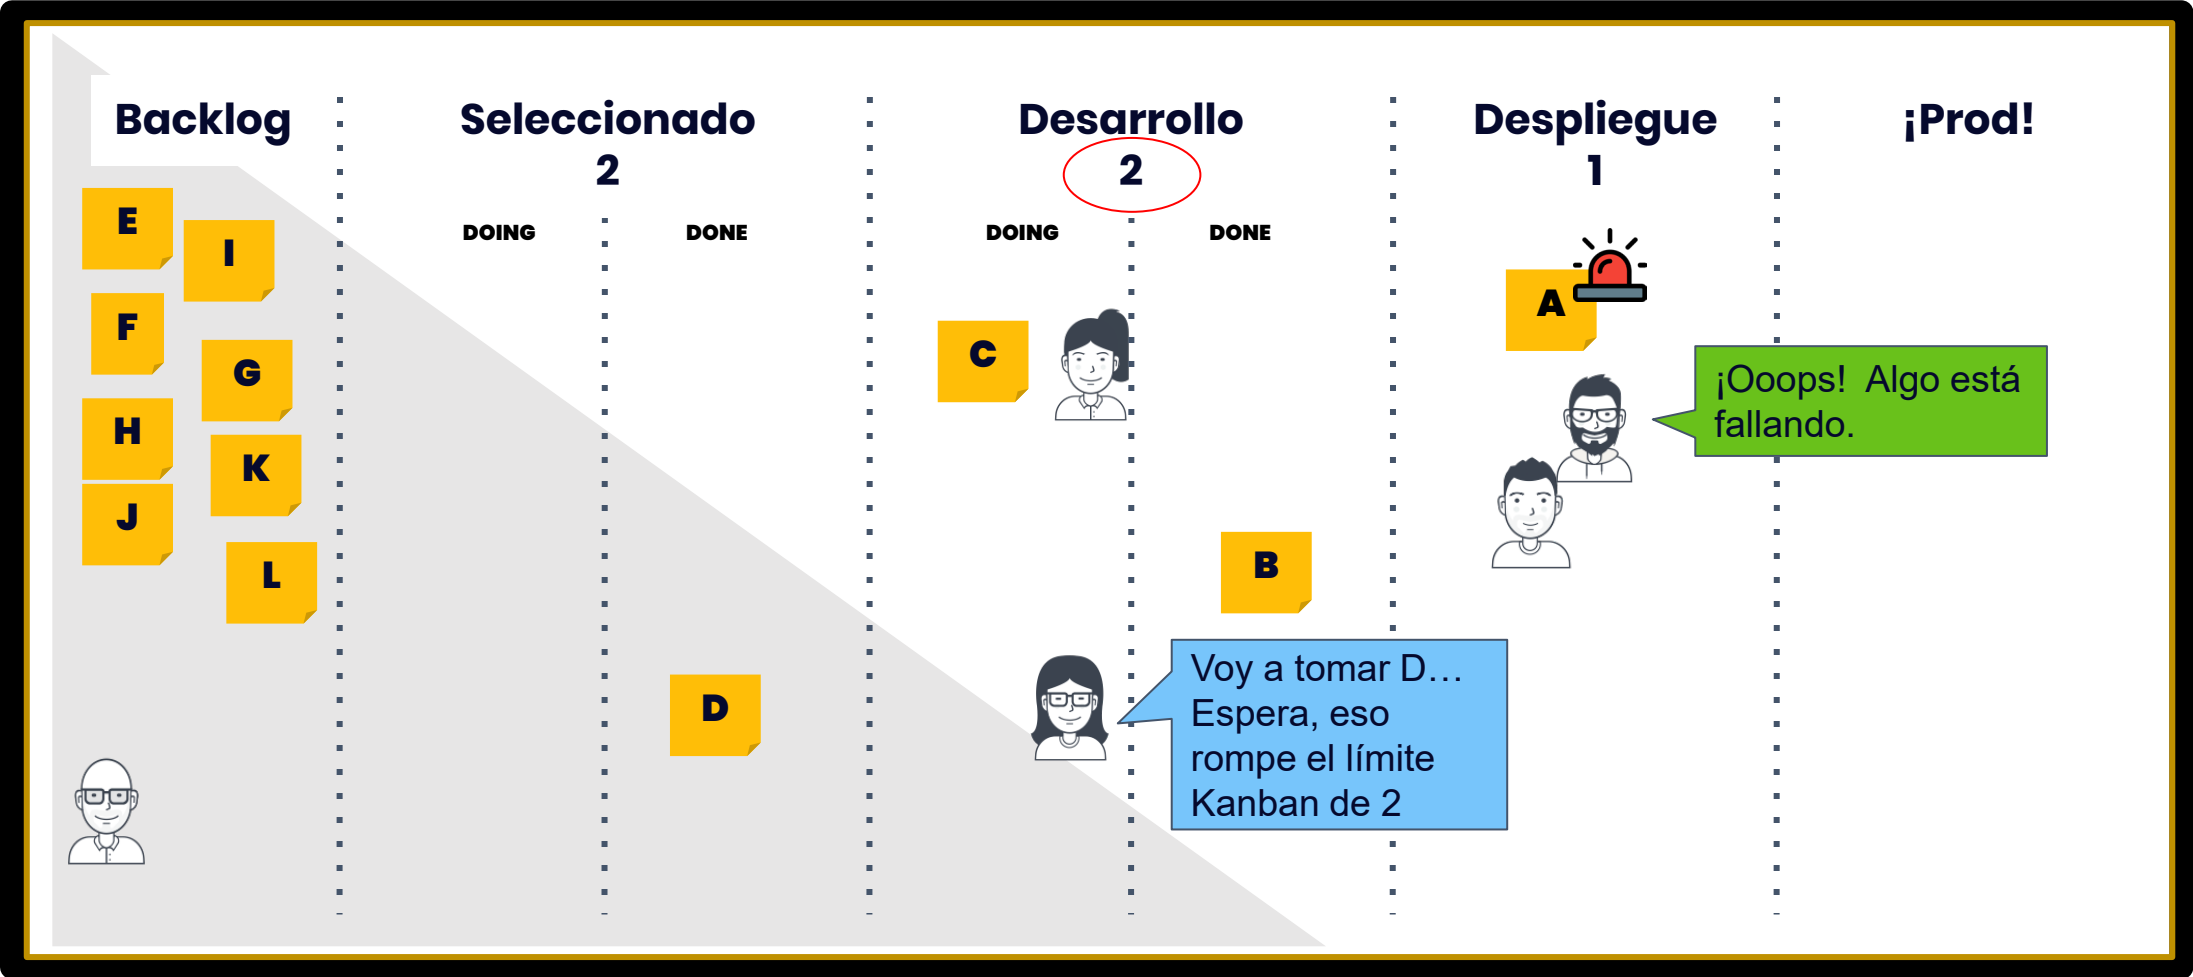 Backlog
Seleccionado
2
Desarrollo
2
Despliegue
1
¡Prod!
DOING
DONE
DOING
DONE
E
I
F
G
H
K
J
L
D
C
B
A
¡Ooops!  Algo está
fallando.
Voy a tomar D…
Espera, eso
rompe el límite
Kanban de 2